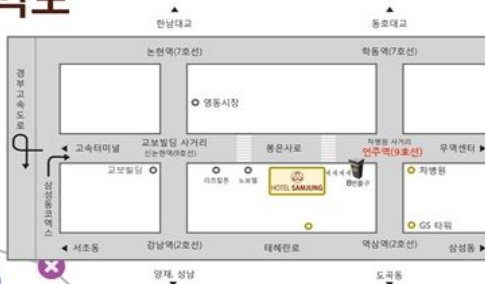 한남대교
동호대교
논현역(7호선)
학동역(7호선)
경부고속도로
영동시장
고속터미널
교보빌딩 사거리
신논현역(9호선)
봉은사로
차병원 사거리
언주역(9호선)
무역센터
교보빌딩
리츠칼튼
노보텔
HOTEL SAMJUNG
8번출구
차병원
삼성동코엑스
GS 타워
서초동
강남역(2호선)
테헤란로
역삼역(2호선)
삼성동
양재, 성남
도곡동